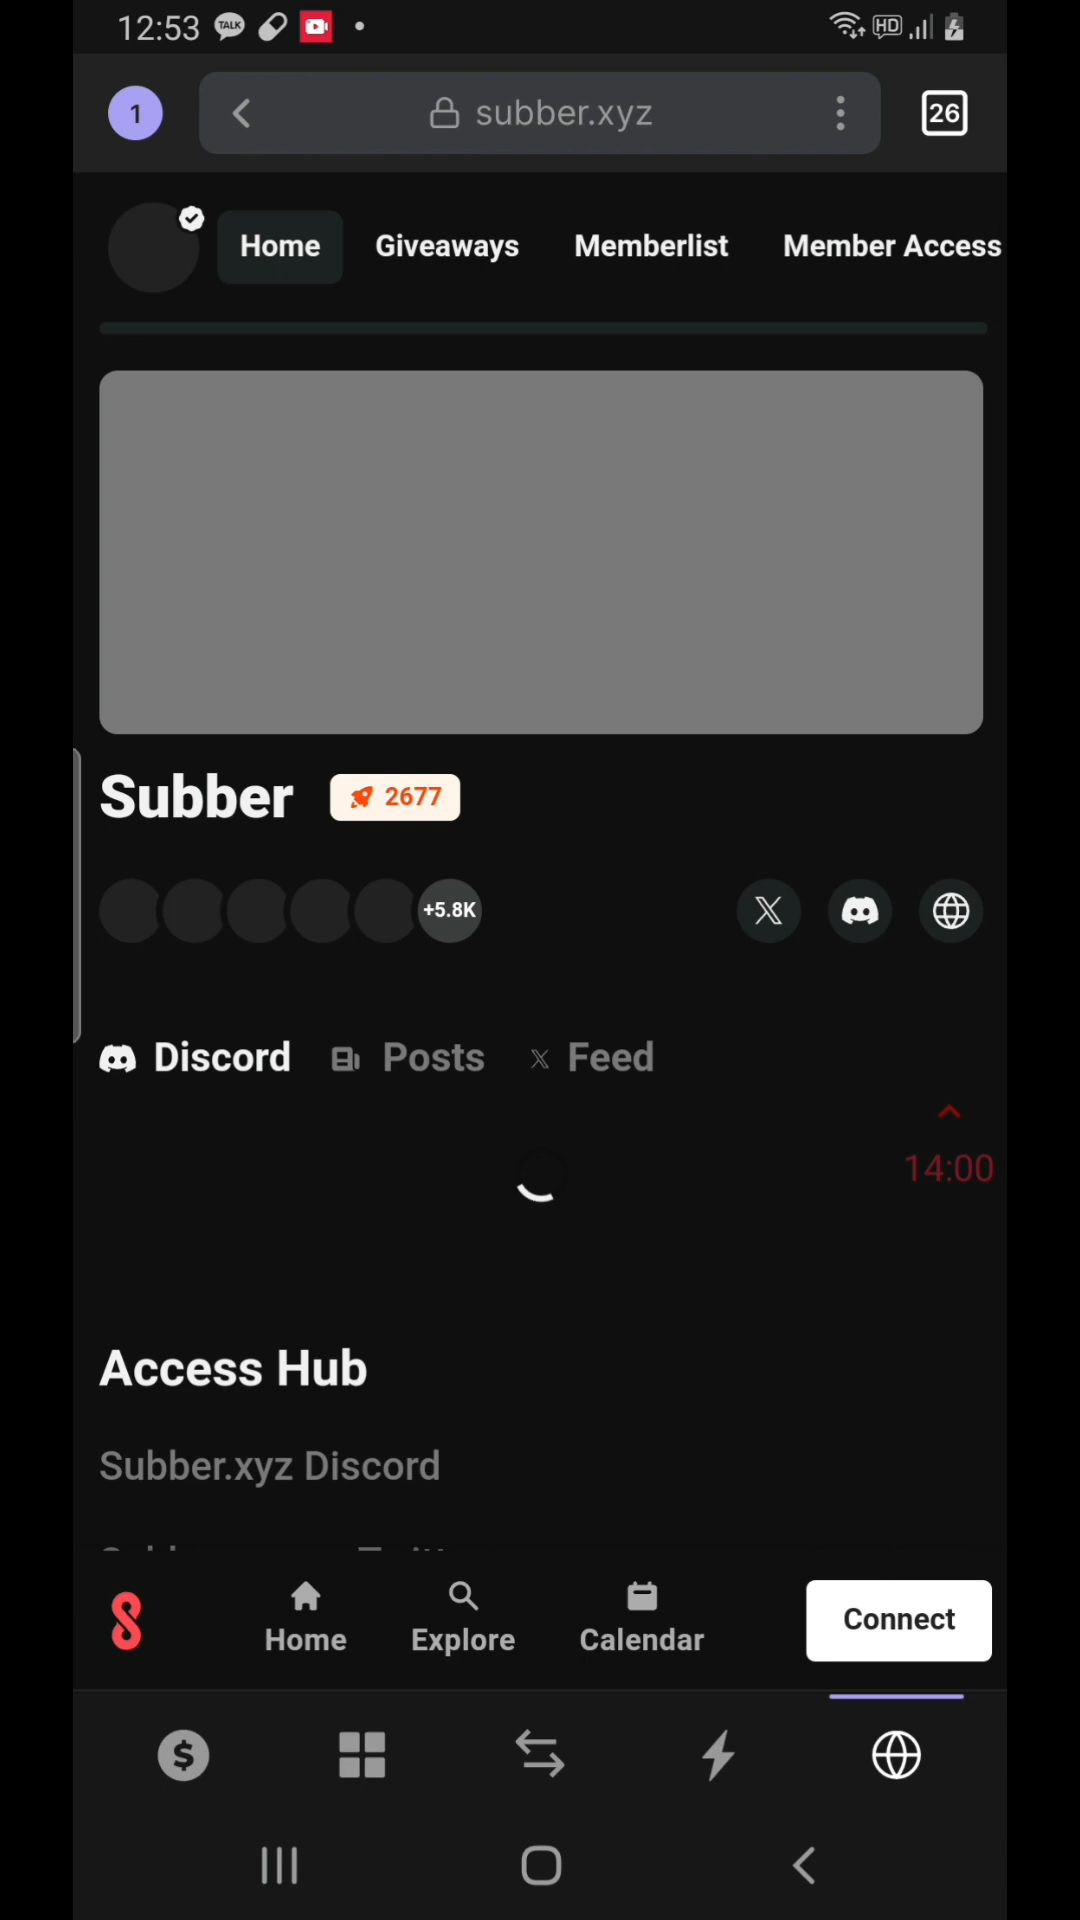 12:53 TALK HD
1 subber.xyz 26
Home Giveaways Memberlist Member Access
Subber 2677
+5.8K
Discord Posts Feed
14:00
Access Hub
Subber.xyz Discord
Home Explore Calendar Connect